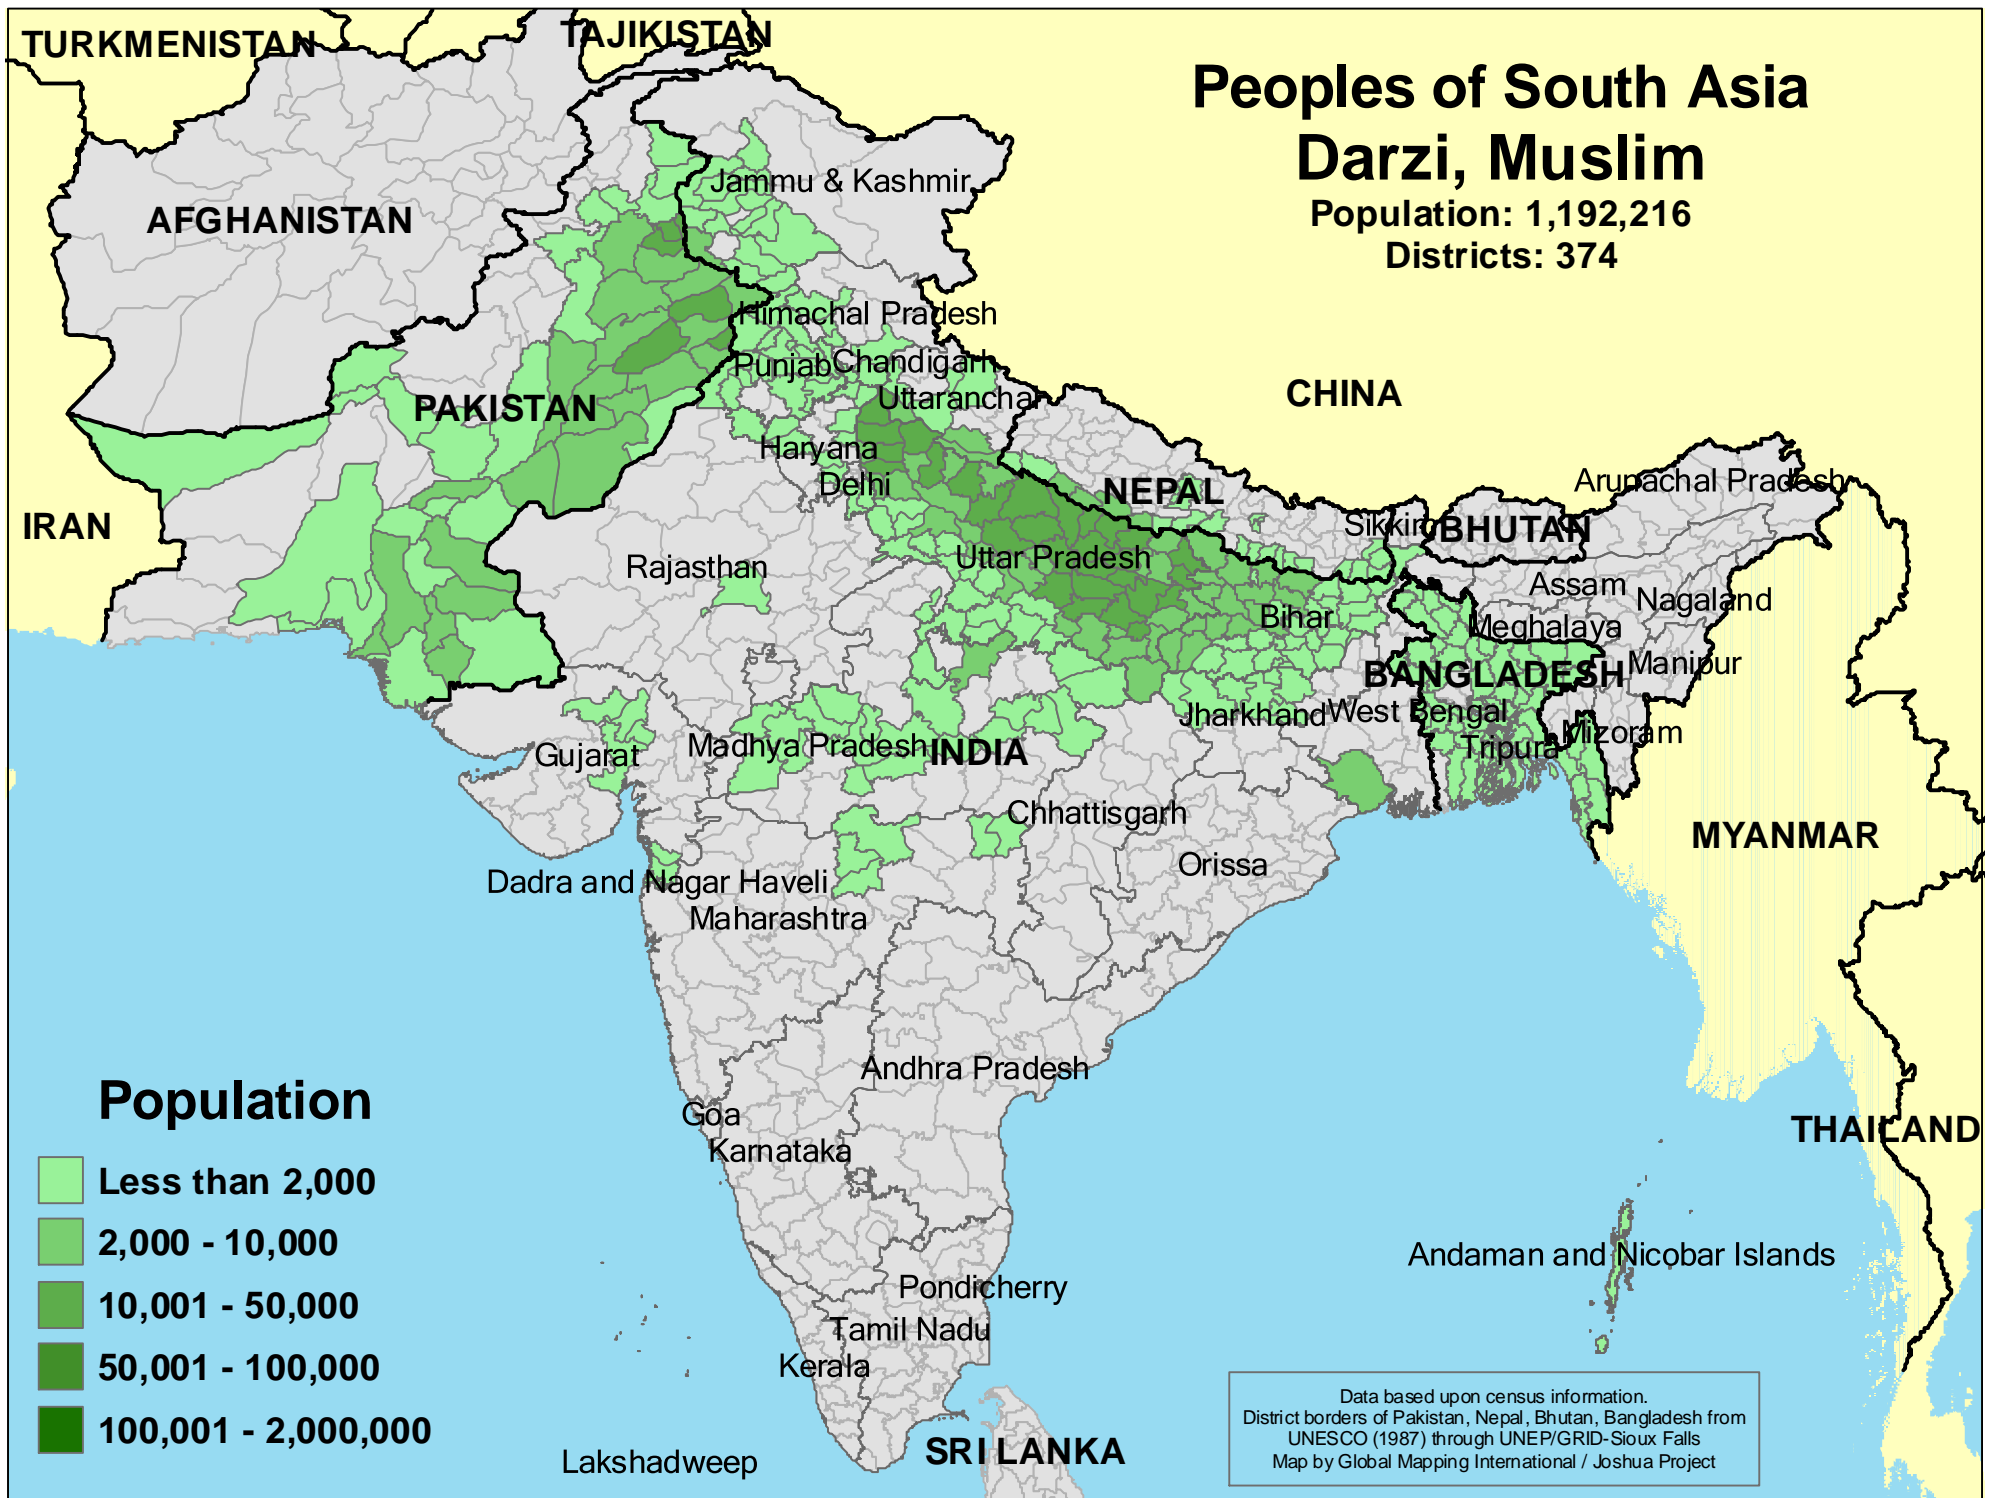 TURKMENISTAN
TAJIKISTAN
Peoples of South Asia
Darzi, Muslim
Population: 1,192,216
Districts: 374
Jammu & Kashmir
AFGHANISTAN
Himachal Pradesh
Punjab
Chandigarh
CHINA
Uttaranchal
PAKISTAN
Haryana
Delhi
NEPAL
Arunachal Pradesh
IRAN
Sikkim
BHUTAN
Rajasthan
Uttar Pradesh
Assam
Nagaland
Bihar
Meghalaya
BANGLADESH
Manipur
Jharkhand
West Bengal
Gujarat
Madhya Pradesh
INDIA
Tripura
Mizoram
Chhattisgarh
MYANMAR
Orissa
Dadra and Nagar Haveli
Maharashtra
Andhra Pradesh
Goa
Karnataka
THAILAND
Population
Less than 2,000
2,000 - 10,000
10,001 - 50,000
50,001 - 100,000
100,001 - 2,000,000
Andaman and Nicobar Islands
Pondicherry
Tamil Nadu
Kerala
Lakshadweep
SRI LANKA
Data based upon census information.
District borders of Pakistan, Nepal, Bhutan, Bangladesh from
UNESCO (1987) through UNEP/GRID-Sioux Falls
Map by Global Mapping International / Joshua Project